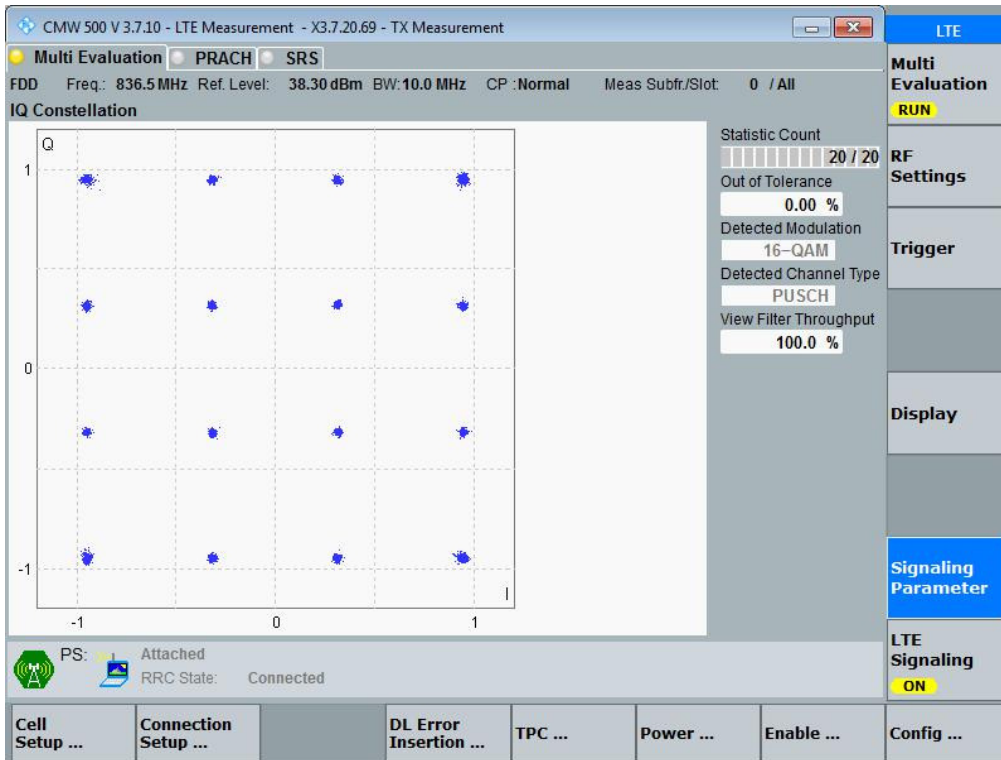 CMW 500 V 3.7.10 - LTE Measurement - X3.7.20.69 - TX Measurement
LTE
Multi Evaluation PRACH SRS
FDD Freq.: 836.5 MHz Ref. Level: 38.30 dBm BW: 10.0 MHz CP : Normal Meas Subfr./Slot: 0 / All
IQ Constellation
Q
1
0
-1
I
-1 0 1
Statistic Count
20 / 20
Out of Tolerance
0.00 %
Detected Modulation
16-QAM
Detected Channel Type
PUSCH
View Filter Throughput
100.0 %
Multi
Evaluation
RUN
RF
Settings
Trigger
Display
Signaling
Parameter
LTE
Signaling
ON
PS: Attached
RRC State: Connected
Cell
Setup ...
Connection
Setup ...
DL Error
Insertion ...
TPC ...
Power ...
Enable ...
Config ...